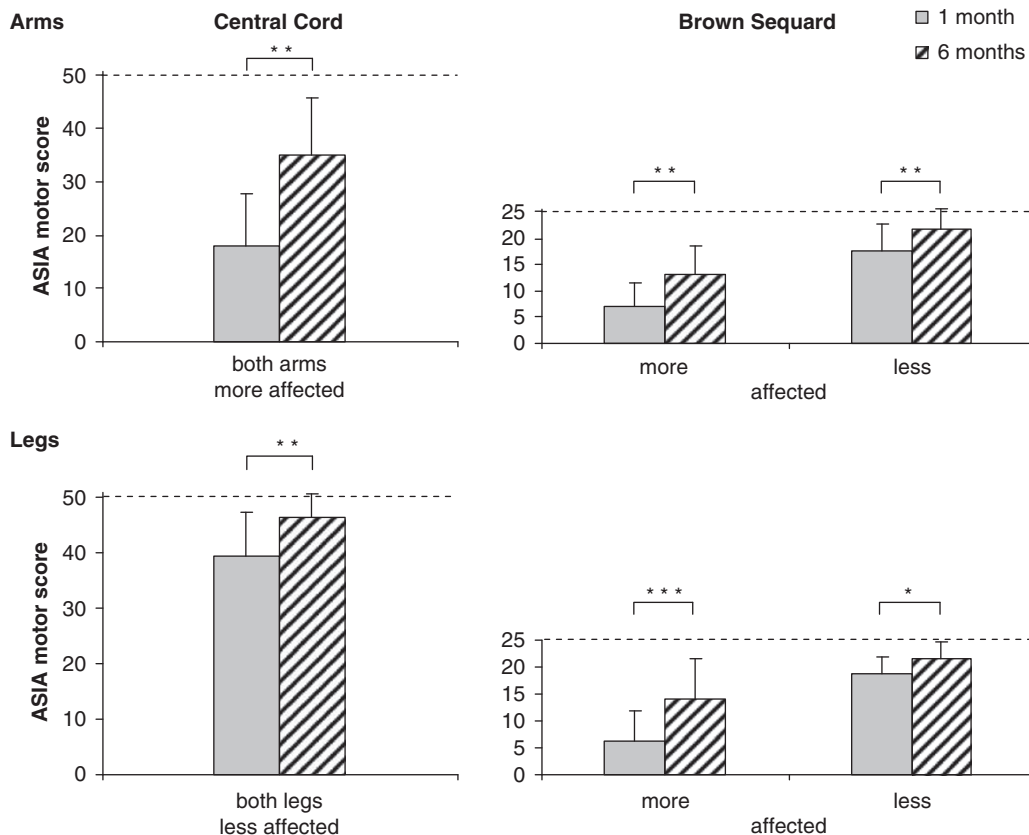 Arms
Central Cord
Brown Sequard
1 month
6 months
* *
50
40
30
20
10
0
ASIA motor score
both arms
more affected
* *
* *
25
20
15
10
5
0
more
less
affected
Legs
* *
50
40
30
20
10
0
ASIA motor score
both legs
less affected
* * *
*
25
20
15
10
5
0
more
less
affected